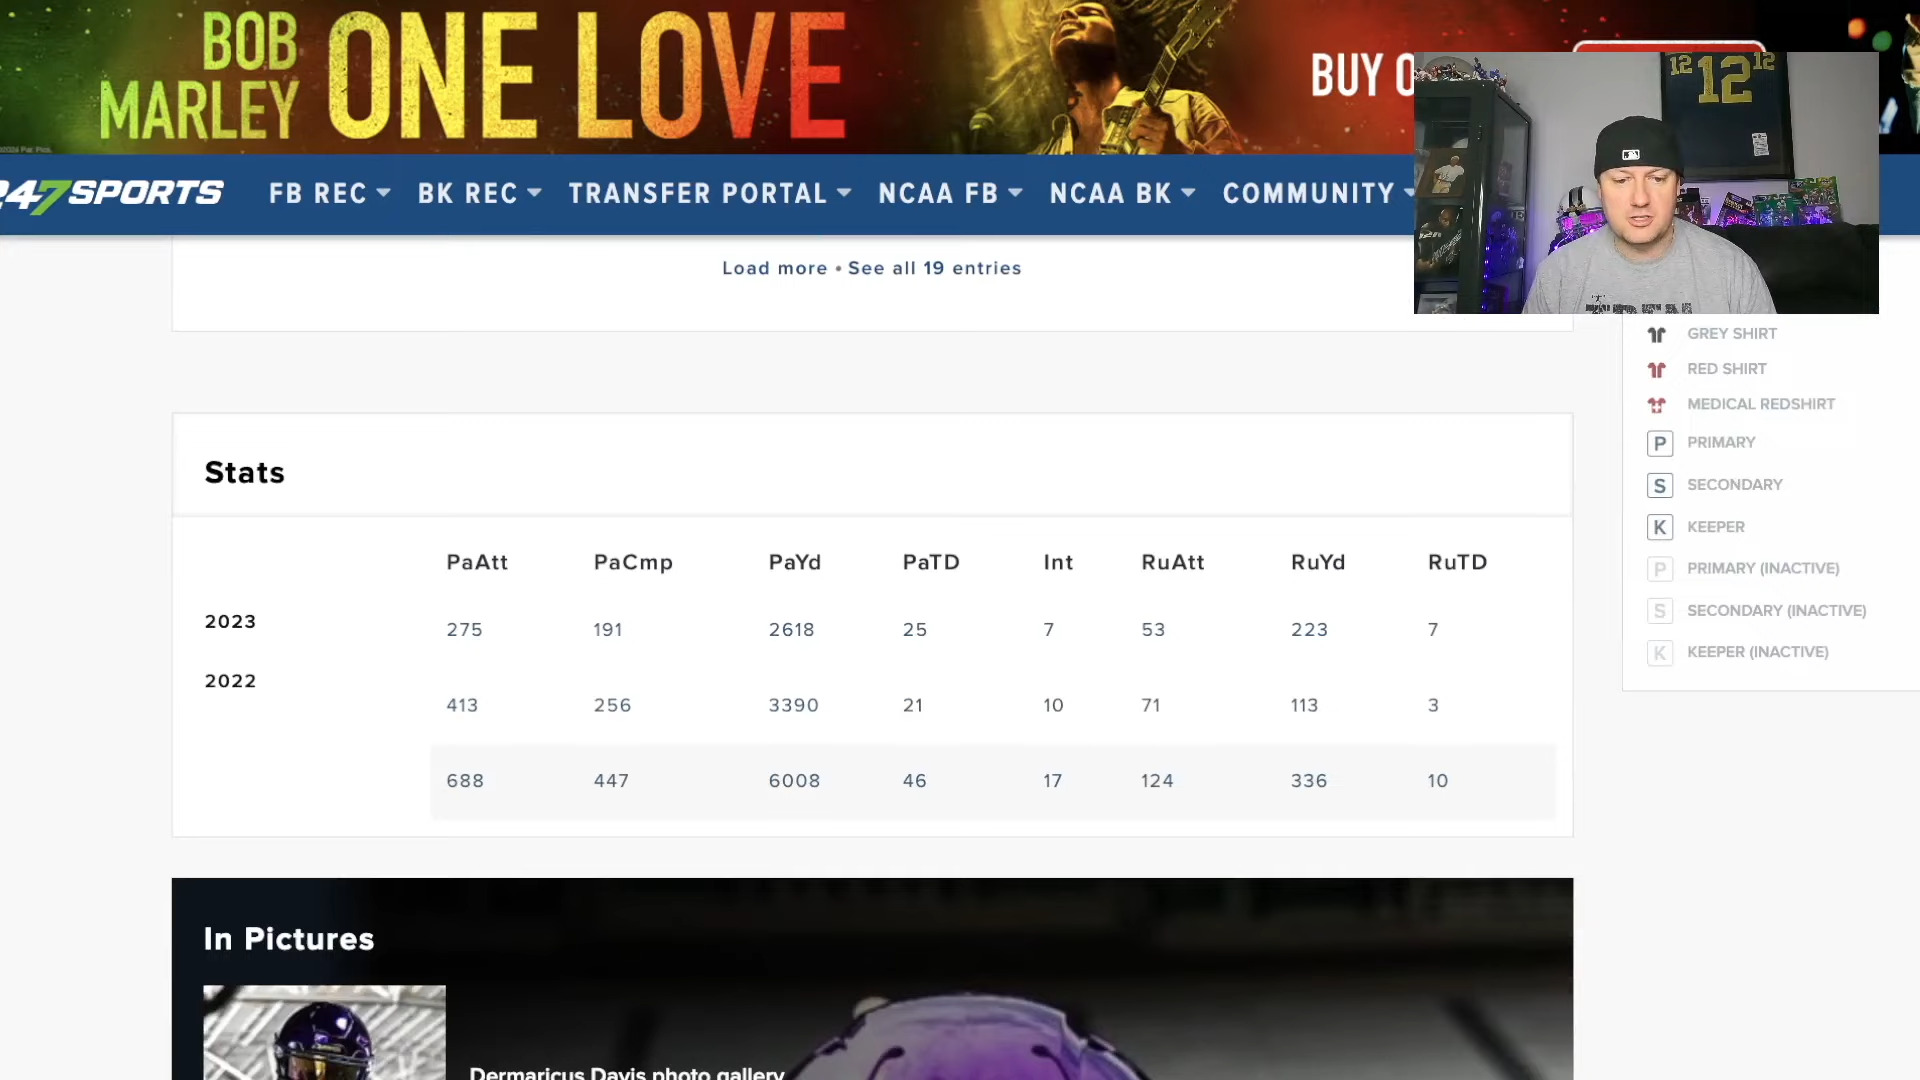 BOB
MARLEY
ONE LOVE
BUY O
247SPORTS
FB REC
BK REC
TRANSFER PORTAL
NCAA FB
NCAA BK
COMMUNITY
12 12 12
Load more • See all 19 entries
GREY SHIRT
RED SHIRT
MEDICAL REDSHIRT
P PRIMARY
S SECONDARY
K KEEPER
P PRIMARY (INACTIVE)
S SECONDARY (INACTIVE)
K KEEPER (INACTIVE)
Stats
PaAtt PaCmp PaYd PaTD Int RuAtt RuYd RuTD
2023 275 191 2618 25 7 53 223 7
2022 413 256 3390 21 10 71 113 3
688 447 6008 46 17 124 336 10
In Pictures
Dermaricus Davis photo gallery